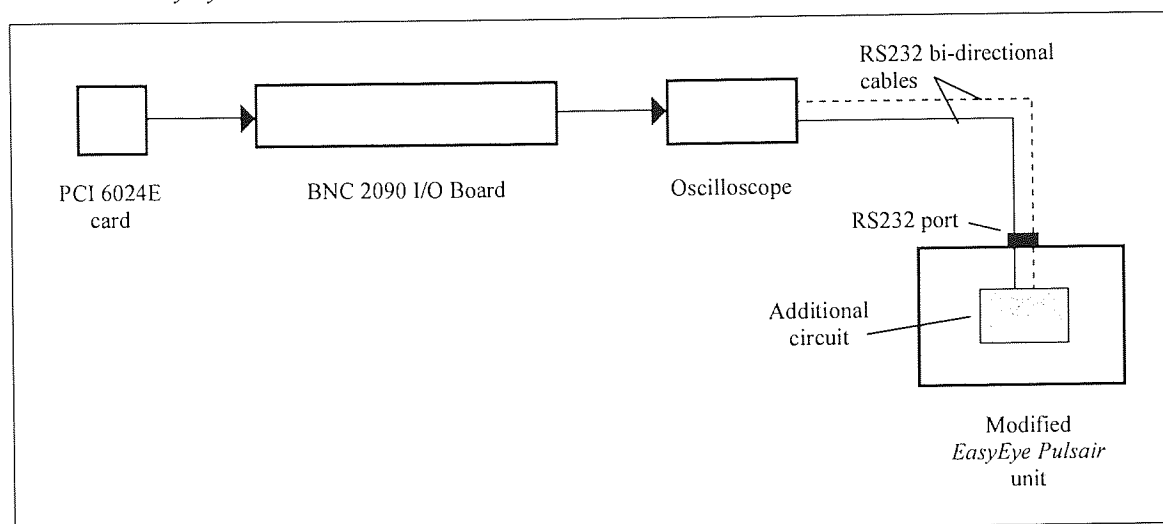 RS232 bi-directional
cables
PCI 6024E
card
BNC 2090 I/O Board
Oscilloscope
RS232 port
Additional
circuit
Modified
EasyEye Pulsair
unit